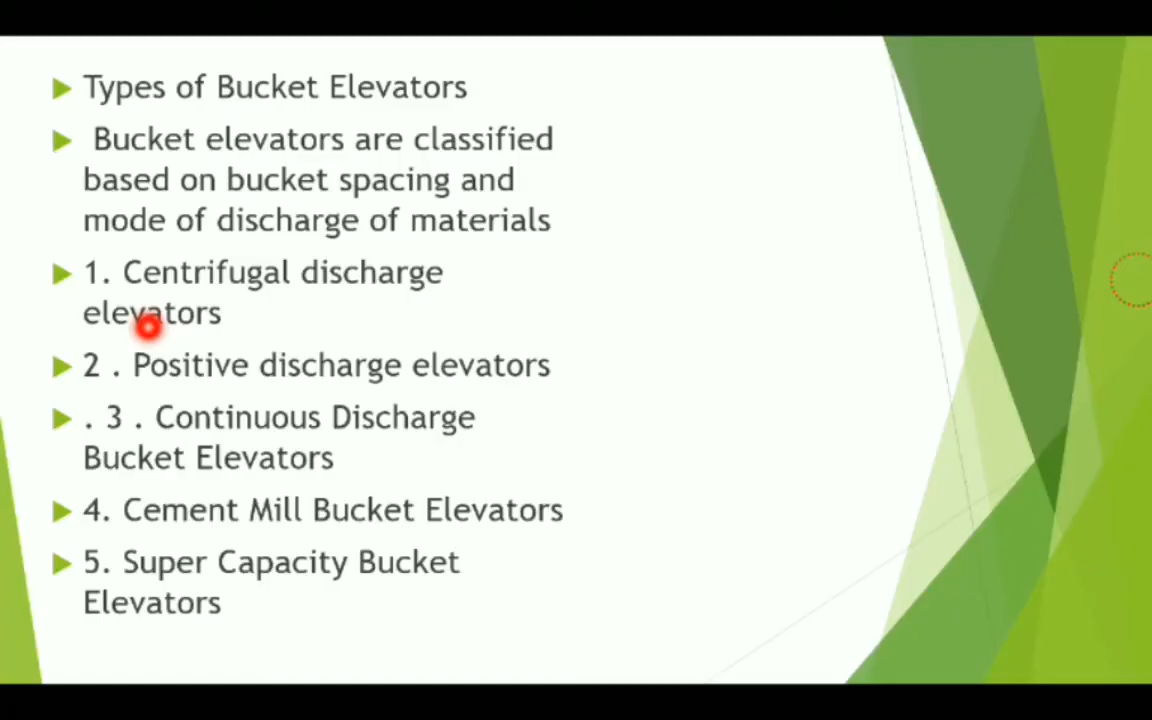 Types of Bucket Elevators
Bucket elevators are classified
based on bucket spacing and
mode of discharge of materials
1. Centrifugal discharge
elevators
2 . Positive discharge elevators
. 3 . Continuous Discharge
Bucket Elevators
4. Cement Mill Bucket Elevators
5. Super Capacity Bucket
Elevators